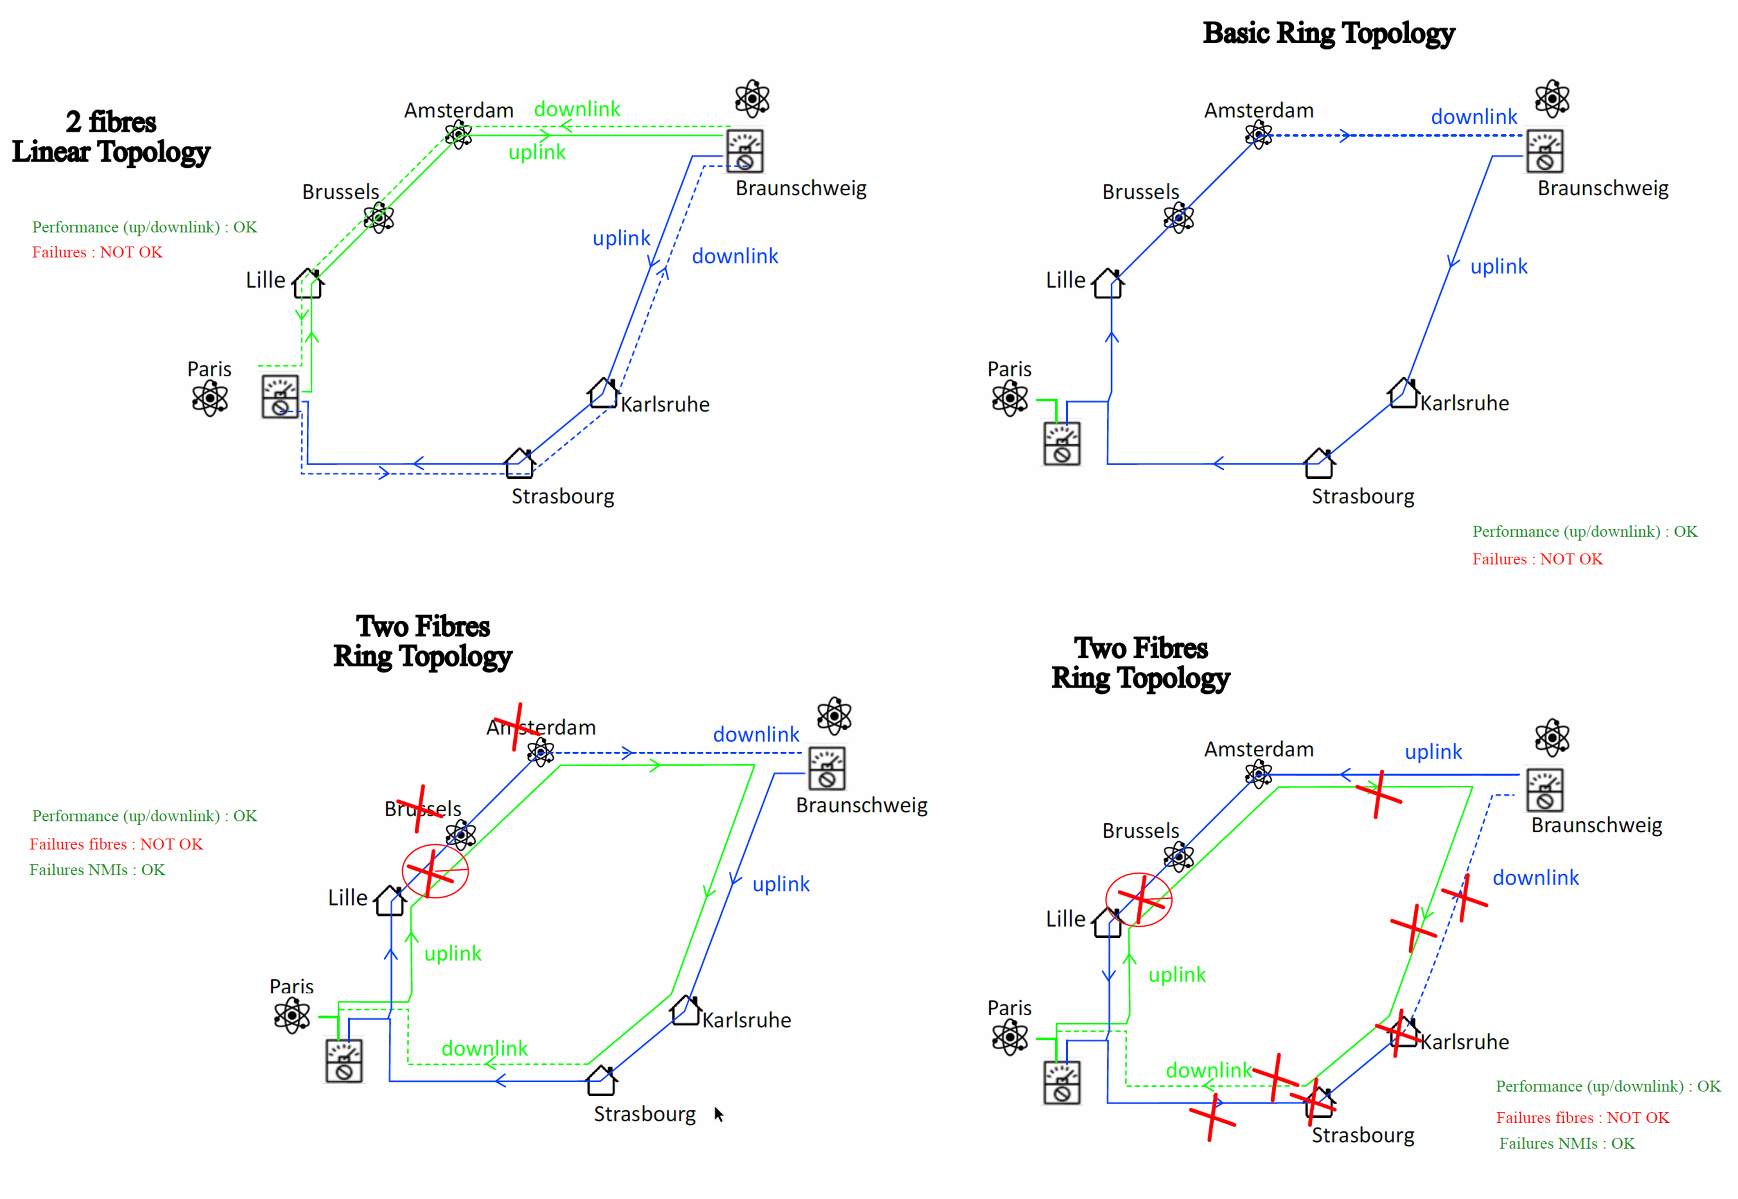 2 fibres
Linear Topology
Performance (up/downlink) : OK
Failures : NOT OK
Amsterdam
downlink
uplink
Brussels
Braunschweig
uplink
downlink
Lille
Paris
Karlsruhe
Strasbourg
Basic Ring Topology
Amsterdam
downlink
Brussels
Braunschweig
uplink
Lille
Paris
Karlsruhe
Strasbourg
Performance (up/downlink) : OK
Failures : NOT OK
Two Fibres
Ring Topology
Amsterdam
downlink
Brussels
Braunschweig
Performance (up/downlink) : OK
Failures fibres : NOT OK
Failures NMIs : OK
Lille
uplink
uplink
Paris
Karlsruhe
downlink
Strasbourg
Two Fibres
Ring Topology
Amsterdam
uplink
Brussels
Braunschweig
downlink
Lille
uplink
Paris
Karlsruhe
downlink
Strasbourg
Performance (up/downlink) : OK
Failures fibres : NOT OK
Failures NMIs : OK